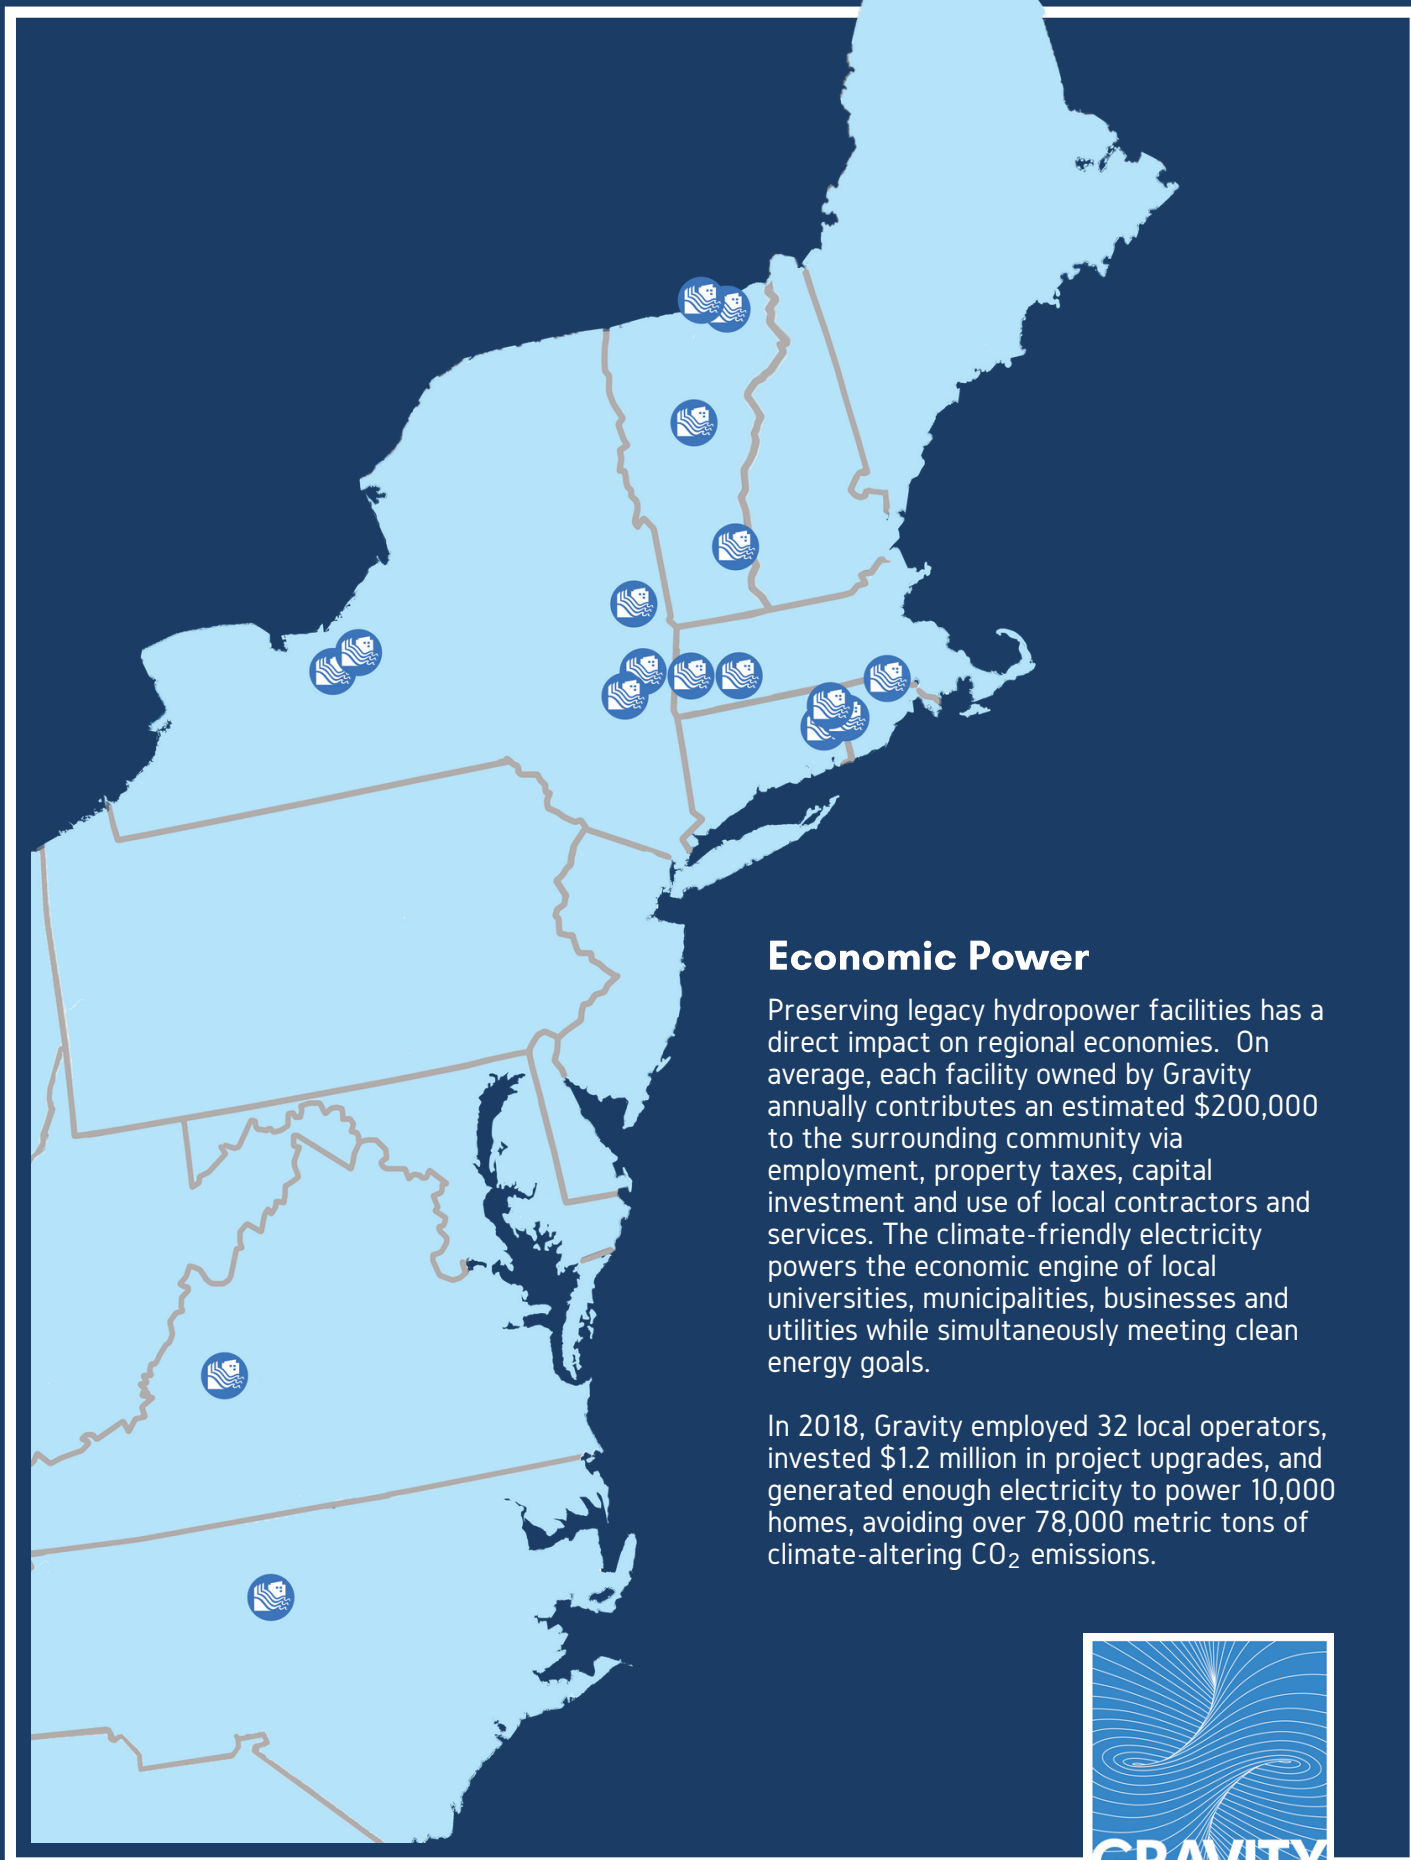 Economic Power
Preserving legacy hydropower facilities has a
direct impact on regional economies.  On
average, each facility owned by Gravity
annually contributes an estimated $200,000
to the surrounding community via
employment, property taxes, capital
investment and use of local contractors and
services. The climate-friendly electricity
powers the economic engine of local
universities, municipalities, businesses and
utilities while simultaneously meeting clean
energy goals.
In 2018, Gravity employed 32 local operators,
invested $1.2 million in project upgrades, and
generated enough electricity to power 10,000
homes, avoiding over 78,000 metric tons of
climate-altering CO₂ emissions.
GRAVITY